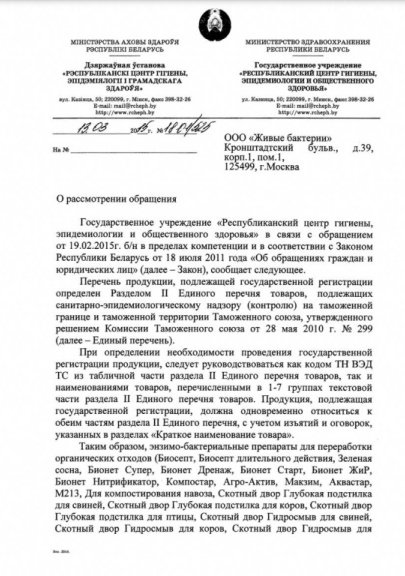 МІНІСТЭРСТВА АХОВЫ ЗДАРОЎЯ
РЭСПУБЛІКІ БЕЛАРУСЬ
Дзяржаўная ўстанова
«РЭСПУБЛІКАНСКІ ЦЭНТР ГІГІЕНЫ,
ЭПІДЭМІЯЛОГІІ І ГРАМАДСКАГА
ЗДАРОЎЯ»
вул. Казінца, 50; 220099, г. Мінск, факс 398-32-26
E-mail: mail@rcheph.by
http://www.rcheph.by
МИНИСТЕРСТВО ЗДРАВООХРАНЕНИЯ
РЕСПУБЛИКИ БЕЛАРУСЬ
Государственное учреждение
«РЕСПУБЛИКАНСКИЙ ЦЕНТР ГИГИЕНЫ,
ЭПИДЕМИОЛОГИИ И ОБЩЕСТВЕННОГО
ЗДОРОВЬЯ»
ул. Казинца, 50; 220099, г. Минск, факс 398-32-26
E-mail: mail@rcheph.by
http://www.rcheph.by
13.03 г. №
На №
ООО «Живые бактерии»
Кронштадтский бульв., д.39,
корп.1, пом.1,
125499, г.Москва
О рассмотрении обращения
Государственное учреждение «Республиканский центр гигиены,
эпидемиологии и общественного здоровья» в связи с обращением
от 19.02.2015г. б/н в пределах компетенции и в соответствии с Законом
Республики Беларусь от 18 июля 2011 года «Об обращениях граждан и
юридических лиц» (далее – Закон), сообщает следующее.
Перечень продукции, подлежащей государственной регистрации
определен Разделом II Единого перечня товаров, подлежащих
санитарно-эпидемиологическому надзору (контролю) на таможенной
границе и таможенной территории Таможенного союза, утвержденного
решением Комиссии Таможенного союза от 28 мая 2010 г. № 299
(далее – Единый перечень).
При определении необходимости проведения государственной
регистрации продукции, следует руководствоваться как кодом ТН ВЭД
ТС из табличной части раздела II Единого перечня товаров, так и
наименованиями товаров, перечисленными в 1-7 группах текстовой
части раздела II Единого перечня товаров. Продукция, подлежащая
государственной регистрации, должна одновременно относиться к
обеим частям раздела II Единого перечня, с учетом изъятий и оговорок,
указанных в разделах «Краткое наименование товара».
Таким образом, энзимо-бактериальные препараты для переработки
органических отходов (Биосепт, Биосепт длительного действия, Зеленая
сосна, Бионет Супер, Бионет Дренаж, Бионет Старт, Бионет ЖиР,
Бионет Нитрификатор, Компостар, Агро-Актив, Максим, Аквастар,
М213, Для компостирования навоза, Скотный двор Глубокая подстилка
для свиней, Скотный двор Глубокая подстилка для коров, Скотный двор
Глубокая подстилка для птицы, Скотный двор Гидросмыв для свиней,
Скотный двор Гидросмыв для коров, Скотный двор Гидросмыв для